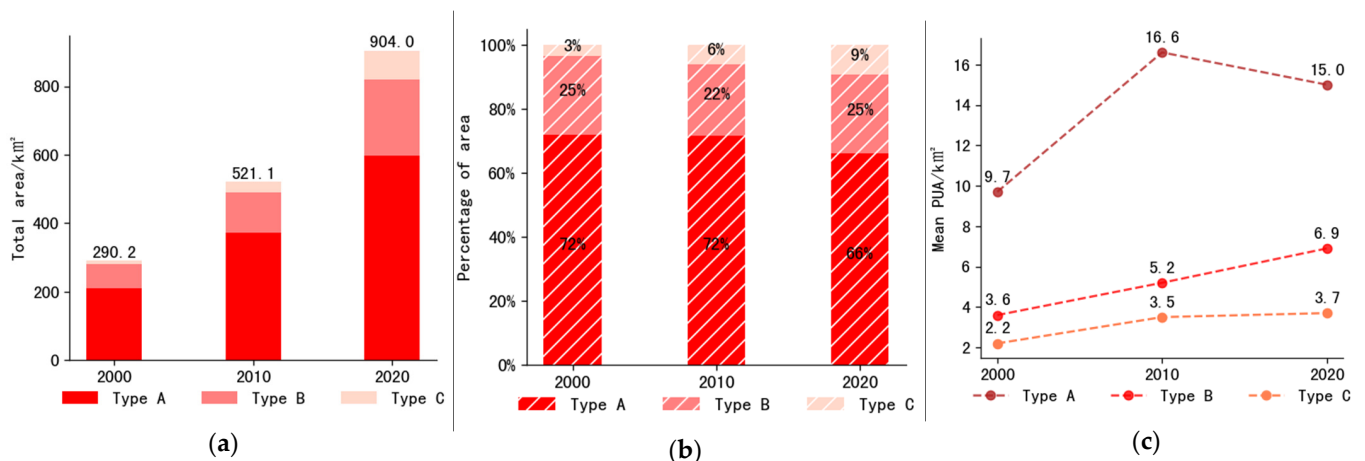 Total area/km²
800
600
400
200
0
290.2
521.1
904.0
2000 2010 2020
Type A Type B Type C
(a)
Percentage of area
100%
80%
60%
40%
20%
0%
3% 6% 9%
25% 22% 25%
72% 72% 66%
2000 2010 2020
Type A Type B Type C
(b)
Mean PUA/km²
16
14
12
10
8
6
4
2
9.7 16.6 15.0
3.6 5.2 6.9
2.2 3.5 3.7
2000 2010 2020
Type A Type B Type C
(c)